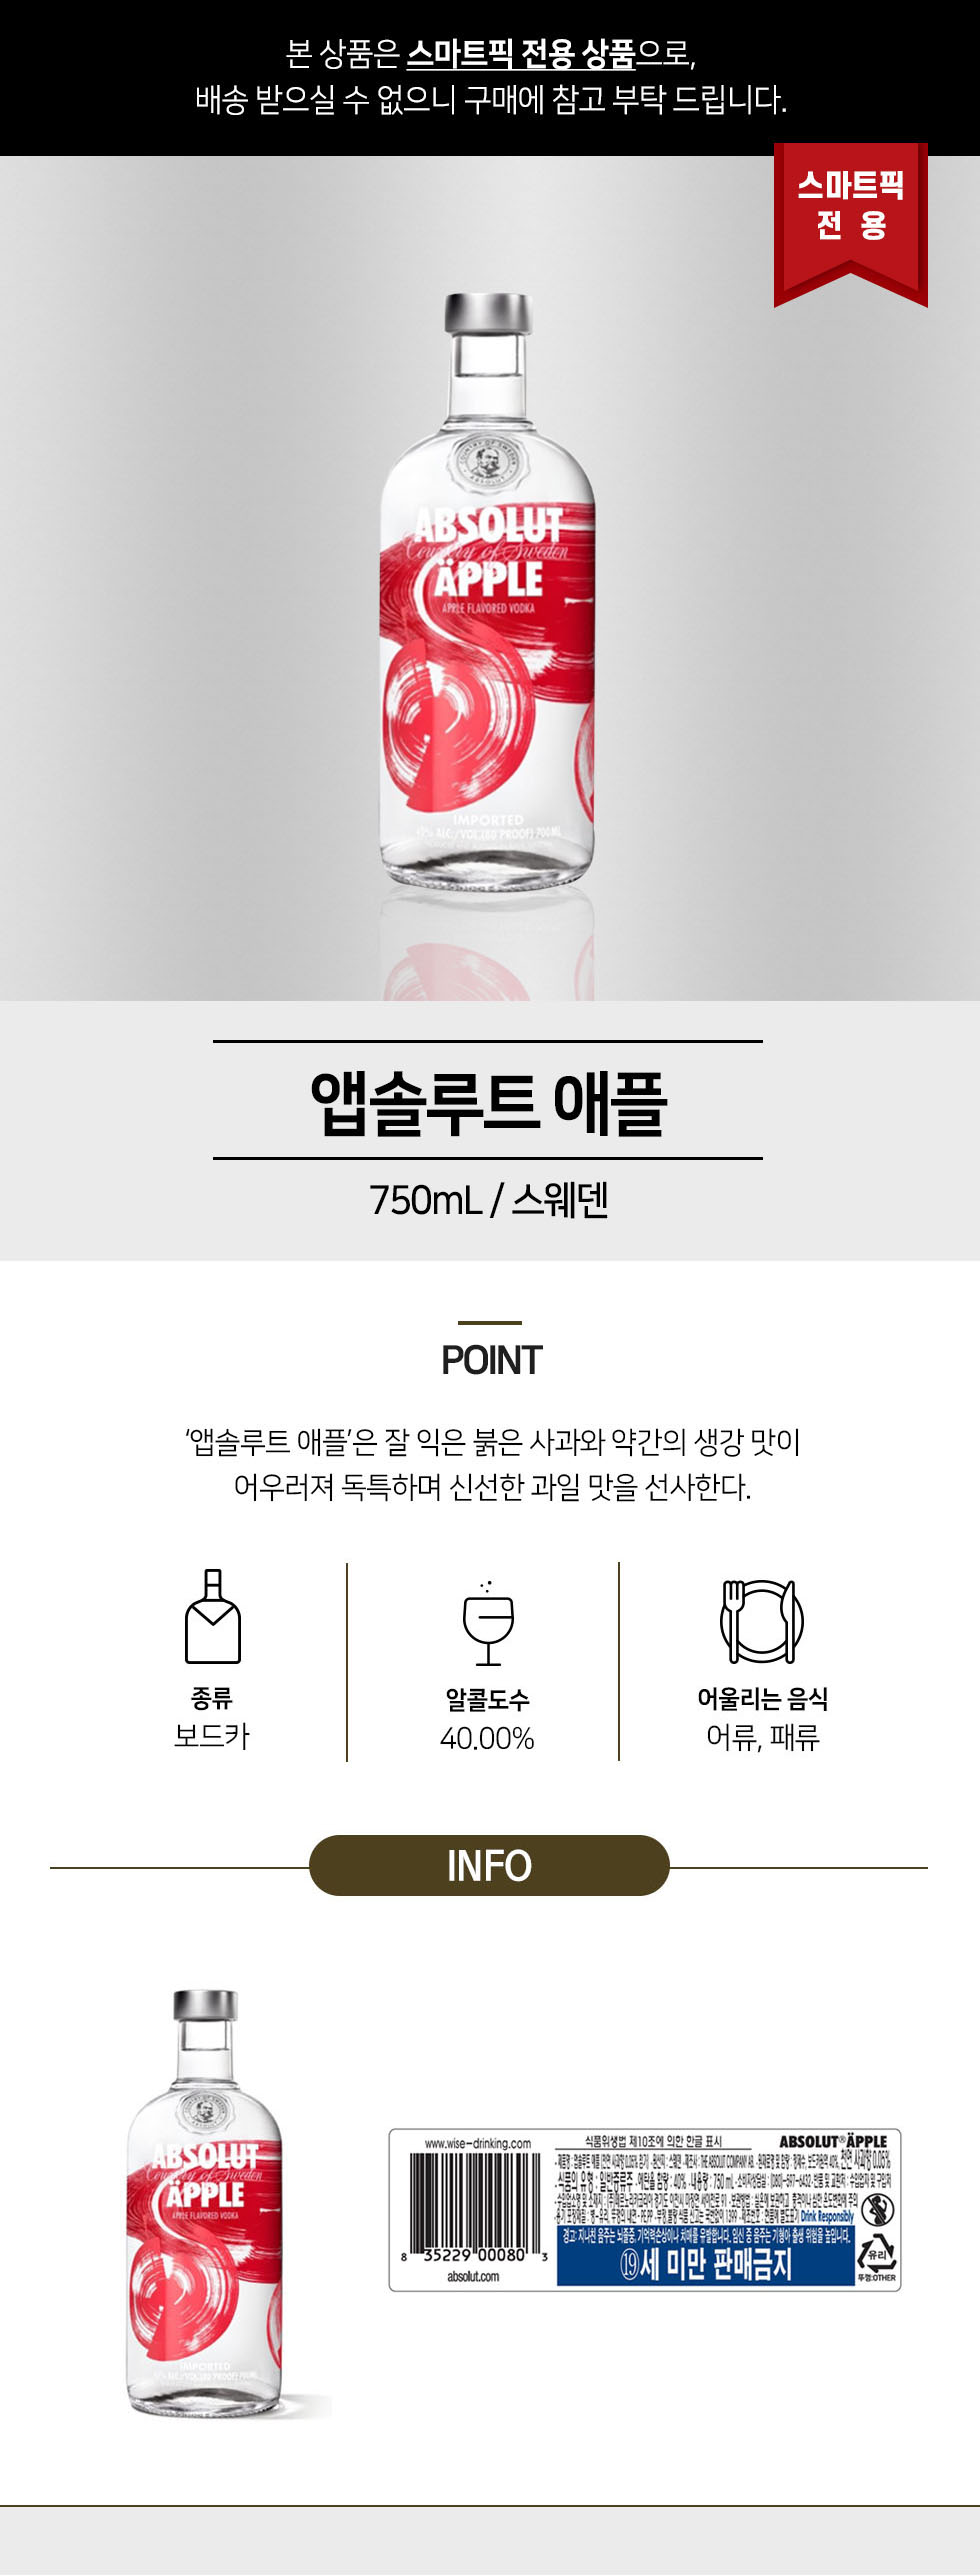 본 상품은 스마트픽 전용 상품으로,
배송 받으실 수 없으니 구매에 참고 부탁 드립니다.
스마트픽
전 용
COUNTRY OF SWEDEN
ABSOLUT
ABSOLUT
Country of Sweden
ÄPPLE
APPLE FLAVORED VODKA
IMPORTED
40% ALC./VOL.(80 PROOF) 700 ML
앱솔루트 애플
750mL / 스웨덴
POINT
‘앱솔루트 애플’은 잘 익은 붉은 사과와 약간의 생강 맛이
어우러져 독특하며 신선한 과일 맛을 선사한다.
종류
보드카
알콜도수
40.00%
어울리는 음식
어류, 패류
INFO
ABSOLUT
Country of Sweden
ÄPPLE
APPLE FLAVORED VODKA
IMPORTED
www.wise-drinking.com
8 35229 00080 3
absolut.com
식품위생법 제10조에 의한 한글 표시
ABSOLUT® ÄPPLE
Drink Responsibly
경고: 지나친 음주는 뇌졸중, 기억력손상이나 치매를 유발합니다. 임신 중 음주는 기형아 출생 위험을 높입니다.
⑲세 미만 판매금지
유리
뚜껑:OTHER